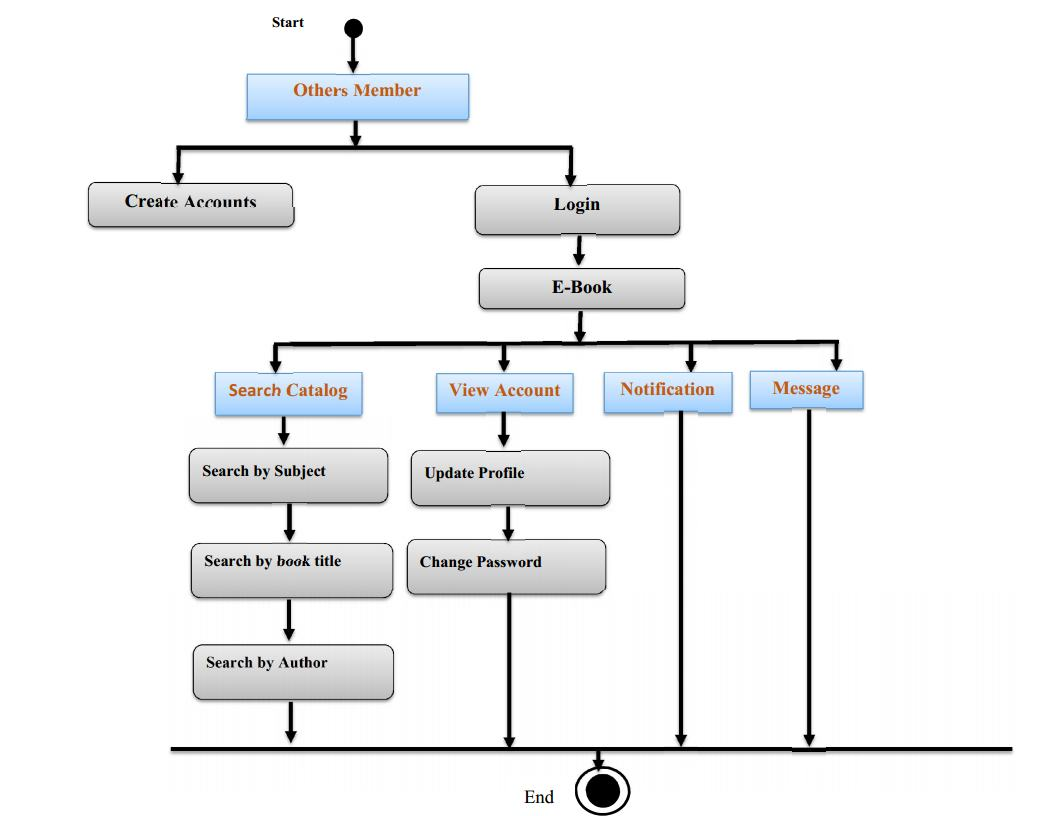 Start
Others Member
Create Accounts
Login
E-Book
Search Catalog
View Account
Notification
Message
Search by Subject
Update Profile
Search by book title
Change Password
Search by Author
End